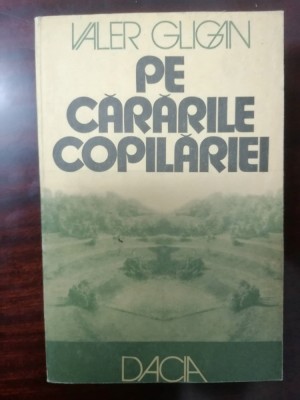 VALER GLIGAN
PE
CĂRĂRILE
COPILĂRIEI
DACIA